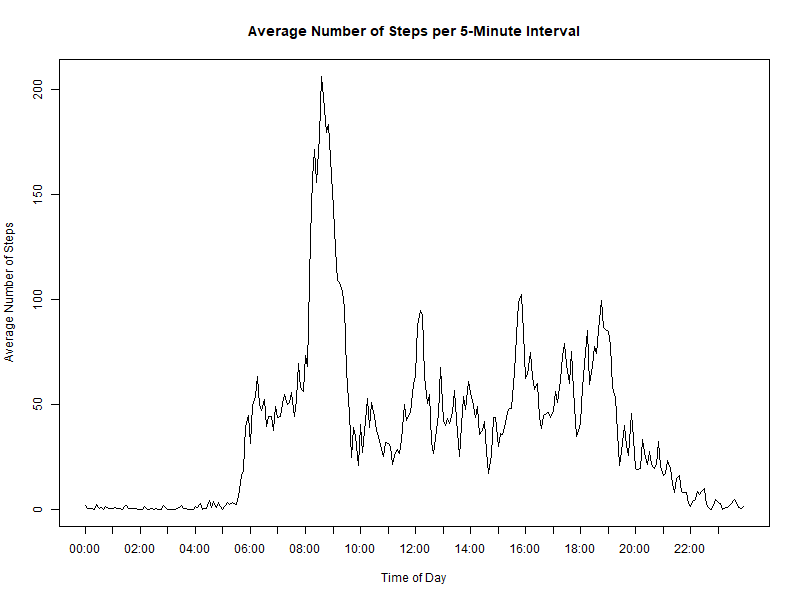 Average Number of Steps per 5-Minute Interval
Average Number of Steps
200
150
100
50
0
00:00 02:00 04:00 06:00 08:00 10:00 12:00 14:00 16:00 18:00 20:00 22:00
Time of Day